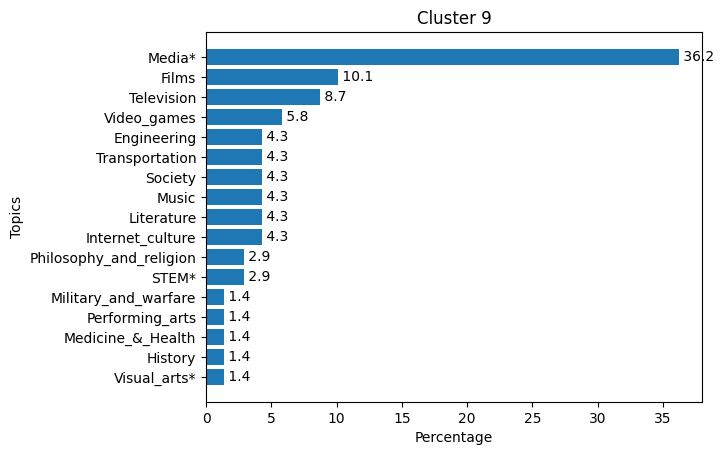 Cluster 9
Topics
Media* 36.2
Films 10.1
Television 8.7
Video_games 5.8
Engineering 4.3
Transportation 4.3
Society 4.3
Music 4.3
Literature 4.3
Internet_culture 4.3
Philosophy_and_religion 2.9
STEM* 2.9
Military_and_warfare 1.4
Performing_arts 1.4
Medicine_&_Health 1.4
History 1.4
Visual_arts* 1.4
0 5 10 15 20 25 30 35
Percentage